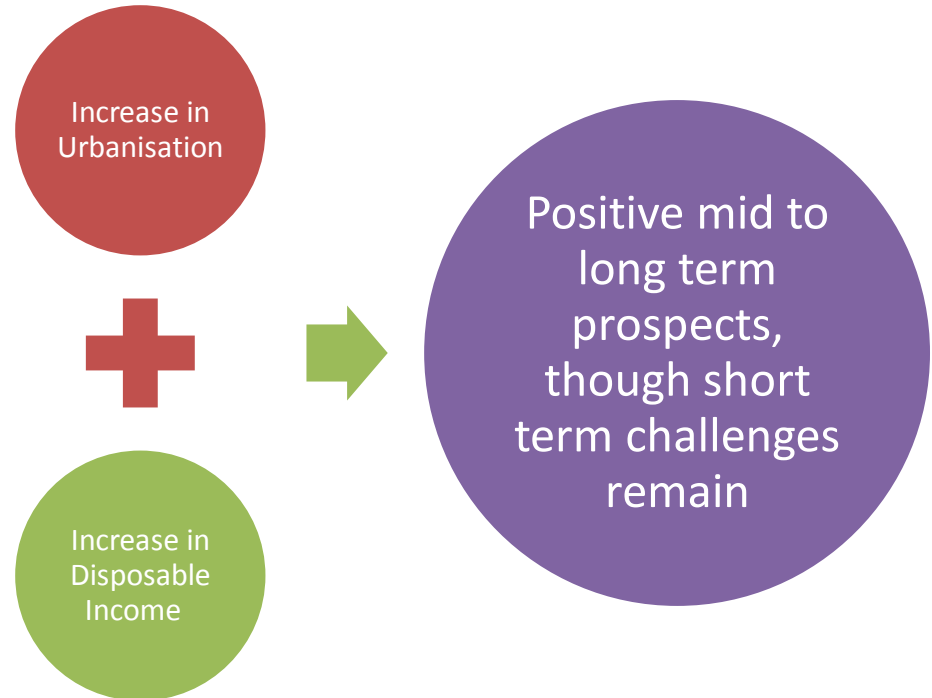 Increase in
Urbanisation
Increase in
Disposable
Income
Positive mid to
long term
prospects,
though short
term challenges
remain